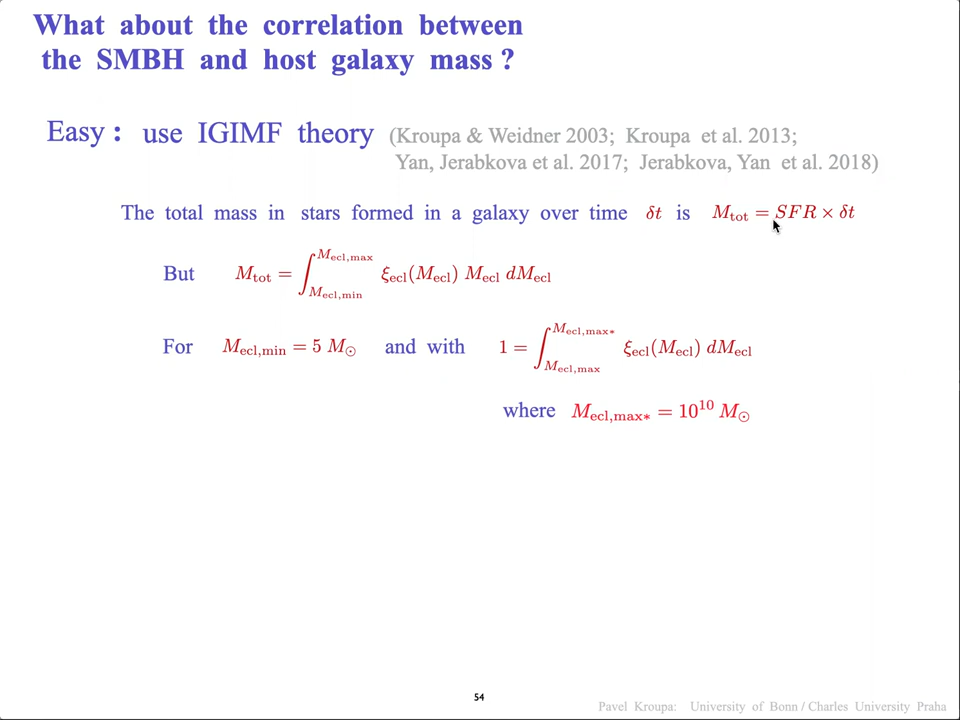 What about the correlation between
the SMBH and host galaxy mass ?
Easy : use IGIMF theory (Kroupa & Weidner 2003; Kroupa et al. 2013;
Yan, Jerabkova et al. 2017; Jerabkova, Yan et al. 2018)
The total mass in stars formed in a galaxy over time δt is M_tot = SFR × δt
But M_tot = ∫_{M_ecl,min}^{M_ecl,max} ξ_ecl(M_ecl) M_ecl dM_ecl
For M_ecl,min = 5 M_⊙ and with 1 = ∫_{M_ecl,max}^{M_ecl,max*} ξ_ecl(M_ecl) dM_ecl
where M_ecl,max* = 10^10 M_⊙
54
Pavel Kroupa: University of Bonn / Charles University Praha